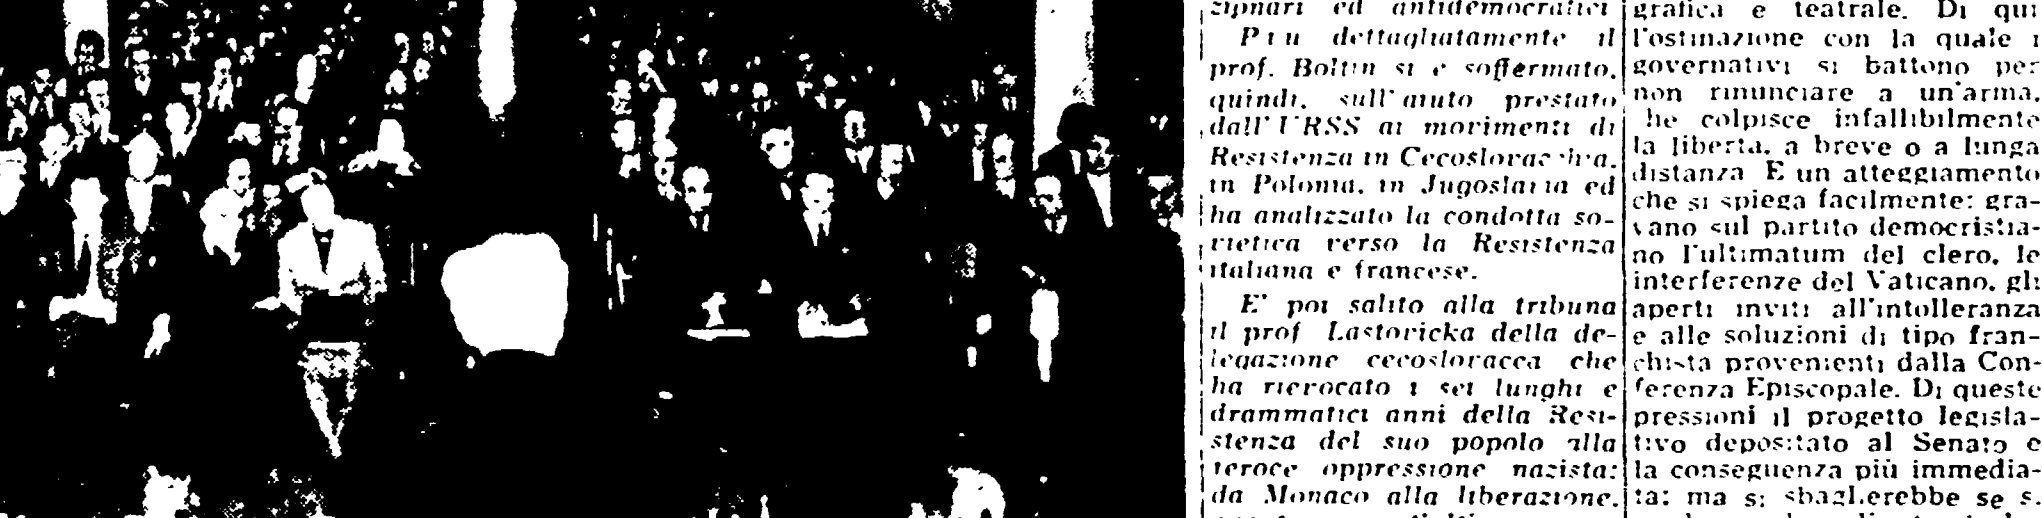 zionari ed antidemocratici
Più dettagliatamente il
prof. Boltin si è soffermato,
quindi, sull'aiuto prestato
dall'URSS ai movimenti di
Resistenza in Cecoslovacchia,
in Polonia, in Jugoslavia ed
ha analizzato la condotta so-
vietica verso la Resistenza
italiana e francese.
E' poi salito alla tribuna
il prof Lastovicka della de-
legazione cecoslovacca che
ha rievocato i sei lunghi e
drammatici anni della Resi-
stenza del suo popolo alla
feroce oppressione nazista:
da Monaco alla liberazione,
grafica e teatrale. Di qui
l'ostinazione con la quale i
governativi si battono per
non rinunciare a un'arma,
he colpisce infallibilmente
la libertà, a breve o a lunga
distanza E un atteggiamento
che si spiega facilmente: gra-
vano sul partito democristia-
no l'ultimatum del clero, le
interferenze del Vaticano, gli
aperti inviti all'intolleranza
e alle soluzioni di tipo fran-
chista provenienti dalla Con-
ferenza Episcopale. Di queste
pressioni il progetto legisla-
tivo depositato al Senato e
la conseguenza più immedia-
ta; ma si sbaglierebbe se s.